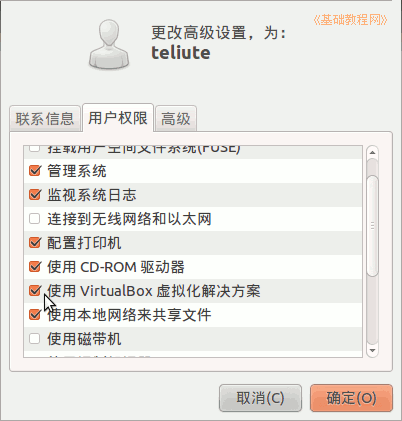 《基础教程网》
更改高级设置，为：
teliute
联系信息
用户权限
高级
挂载用户空间文件系统(FUSE)
管理系统
监视系统日志
连接到无线网络和以太网
配置打印机
使用 CD-ROM 驱动器
使用 VirtualBox 虚拟化解决方案
使用本地网络来共享文件
使用磁带机
取消(C)
确定(O)